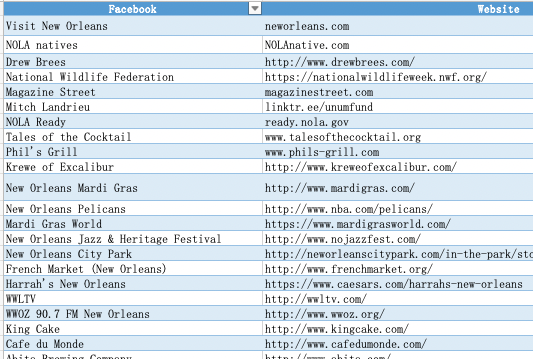 Facebook Website
Visit New Orleans neworleans.com
NOLA natives NOLAnative.com
Drew Brees http://www.drewbrees.com/
National Wildlife Federation https://nationalwildlifeweek.nwf.org/
Magazine Street magazinestreet.com
Mitch Landrieu linktr.ee/unumfund
NOLA Ready ready.nola.gov
Tales of the Cocktail www.talesofthecocktail.org
Phil's Grill www.phils-grill.com
Krewe of Excalibur http://www.kreweofexcalibur.com/
New Orleans Mardi Gras http://www.mardigras.com/
New Orleans Pelicans http://www.nba.com/pelicans/
Mardi Gras World https://www.mardigrasworld.com/
New Orleans Jazz & Heritage Festival http://www.nojazzfest.com/
New Orleans City Park http://neworleanscitypark.com/in-the-park/sto
French Market (New Orleans) http://www.frenchmarket.org/
Harrah's New Orleans https://www.caesars.com/harrahs-new-orleans
WWLTV http://wwltv.com/
WWOZ 90.7 FM New Orleans http://www.wwoz.org/
King Cake http://www.kingcake.com/
Cafe du Monde http://www.cafedumonde.com/
Abita Brewing Company http://www.abita.com/